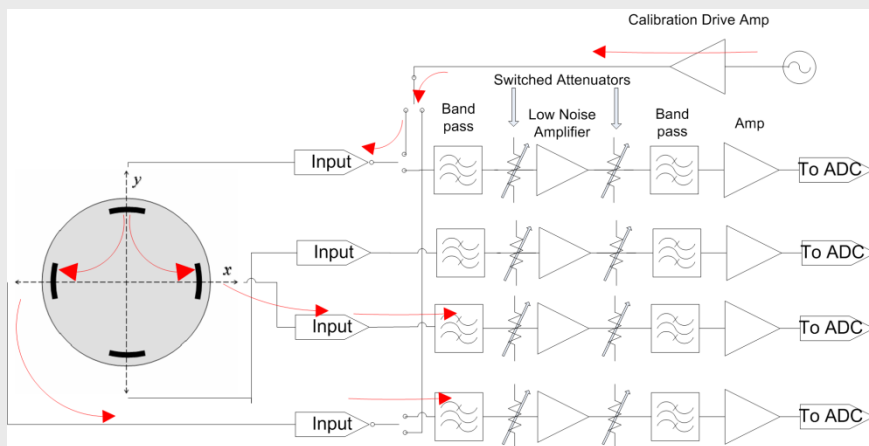 Calibration Drive Amp
Switched Attenuators
Band
pass
Low Noise
Amplifier
Band
pass
Amp
Input
To ADC
y
x
Input
To ADC
Input
To ADC
Input
To ADC